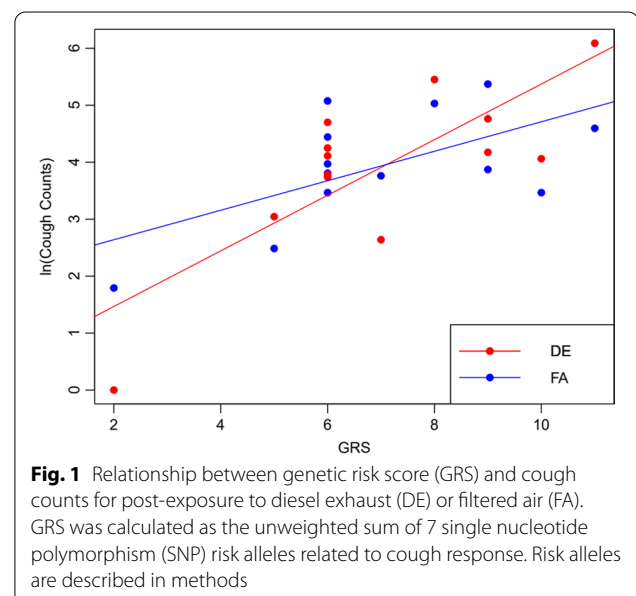 6
5
4
3
2
1
0
ln(Cough Counts)
2 4 6 8 10
GRS
DE
FA
Fig. 1 Relationship between genetic risk score (GRS) and cough
counts for post-exposure to diesel exhaust (DE) or filtered air (FA).
GRS was calculated as the unweighted sum of 7 single nucleotide
polymorphism (SNP) risk alleles related to cough response. Risk alleles
are described in methods